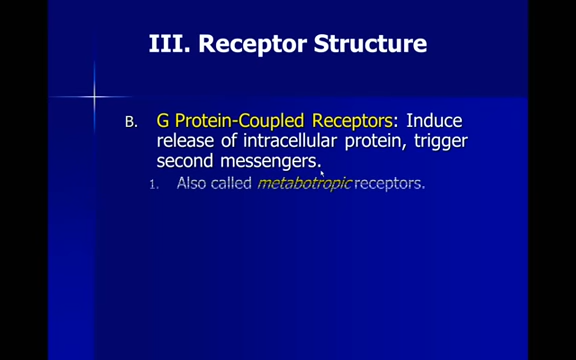 III. Receptor Structure
B. G Protein-Coupled Receptors: Induce
release of intracellular protein, trigger
second messengers.
1. Also called metabotropic receptors.